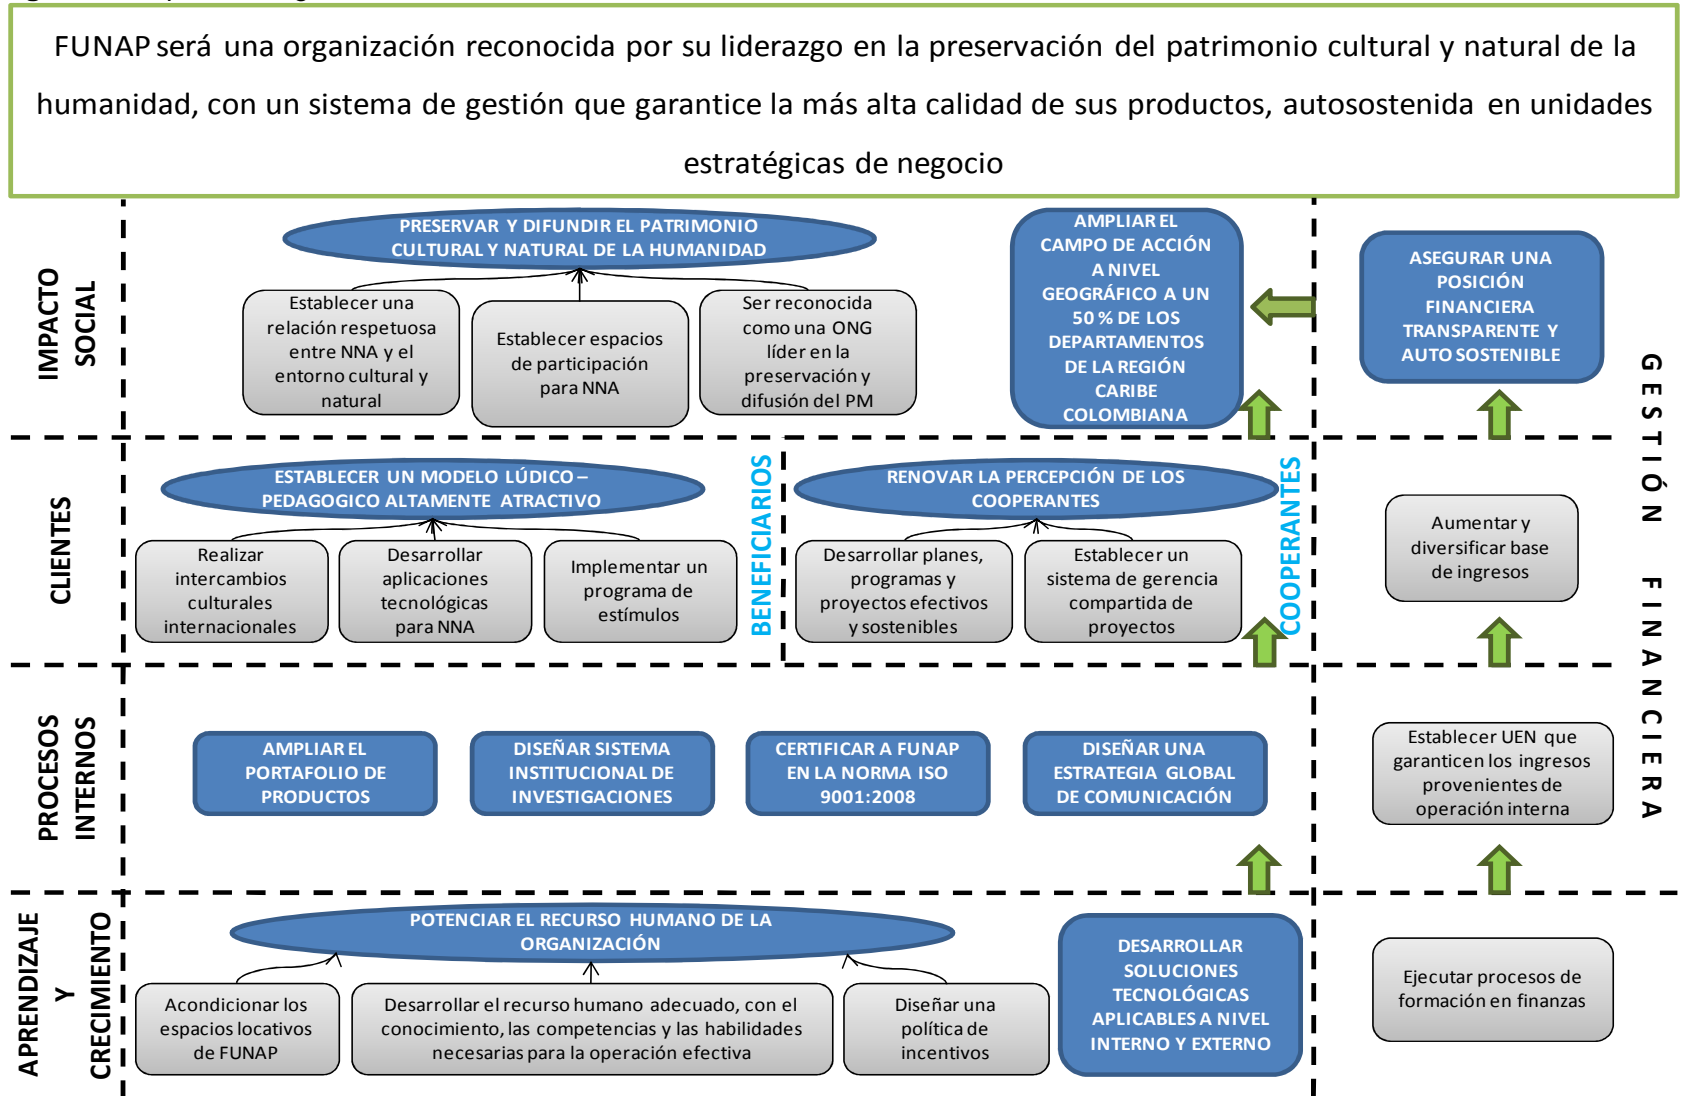 FUNAP será una organización reconocida por su liderazgo en la preservación del patrimonio cultural y natural de la
humanidad, con un sistema de gestión que garantice la más alta calidad de sus productos, autosostenida en unidades
estratégicas de negocio
IMPACTO
SOCIAL
PRESERVAR Y DIFUNDIR EL PATRIMONIO
CULTURAL Y NATURAL DE LA HUMANIDAD
Establecer una
relación respetuosa
entre NNA y el
entorno cultural y
natural
Establecer espacios
de participación
para NNA
Ser reconocida
como una ONG
líder en la
preservación y
difusión del PM
AMPLIAR EL
CAMPO DE ACCIÓN
A NIVEL
GEOGRÁFICO A UN
50 % DE LOS
DEPARTAMENTOS
DE LA REGIÓN
CARIBE
COLOMBIANA
ASEGURAR UNA
POSICIÓN
FINANCIERA
TRANSPARENTE Y
AUTO SOSTENIBLE
GESTIÓN FINANCIERA
CLIENTES
ESTABLECER UN MODELO LÚDICO –
PEDAGOGICO ALTAMENTE ATRACTIVO
Realizar
intercambios
culturales
internacionales
Desarrollar
aplicaciones
tecnológicas
para NNA
Implementar un
programa de
estímulos
BENEFICIARIOS
RENOVAR LA PERCEPCIÓN DE LOS
COOPERANTES
Desarrollar planes,
programas y
proyectos efectivos
y sostenibles
Establecer un
sistema de gerencia
compartida de
proyectos
COOPERANTES
Aumentar y
diversificar base
de ingresos
PROCESOS
INTERNOS
AMPLIAR EL
PORTAFOLIO DE
PRODUCTOS
DISEÑAR SISTEMA
INSTITUCIONAL DE
INVESTIGACIONES
CERTIFICAR A FUNAP
EN LA NORMA ISO
9001:2008
DISEÑAR UNA
ESTRATEGIA GLOBAL
DE COMUNICACIÓN
Establecer UEN que
garanticen los ingresos
provenientes de
operación interna
APRENDIZAJE
Y
CRECIMIENTO
POTENCIAR EL RECURSO HUMANO DE LA
ORGANIZACIÓN
Acondicionar los
espacios locativos
de FUNAP
Desarrollar el recurso humano adecuado, con el
conocimiento, las competencias y las habilidades
necesarias para la operación efectiva
Diseñar una
política de
incentivos
DESARROLLAR
SOLUCIONES
TECNOLÓGICAS
APLICABLES A NIVEL
INTERNO Y EXTERNO
Ejecutar procesos de
formación en finanzas